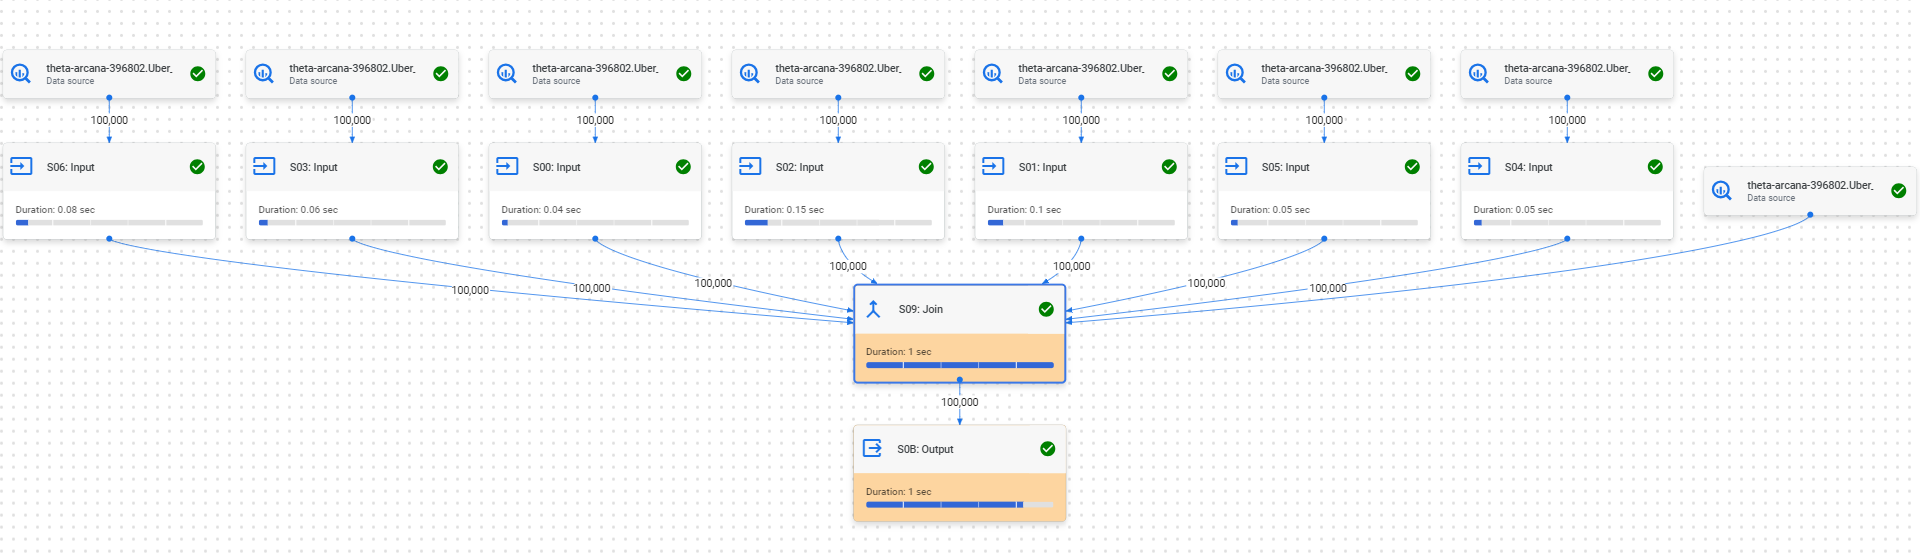 theta-arcana-396802.Uber_
Data source
theta-arcana-396802.Uber_
Data source
theta-arcana-396802.Uber_
Data source
theta-arcana-396802.Uber_
Data source
theta-arcana-396802.Uber_
Data source
theta-arcana-396802.Uber_
Data source
theta-arcana-396802.Uber_
Data source
100,000
100,000
100,000
100,000
100,000
100,000
100,000
S06: Input
Duration: 0.08 sec
S03: Input
Duration: 0.06 sec
S00: Input
Duration: 0.04 sec
S02: Input
Duration: 0.15 sec
S01: Input
Duration: 0.1 sec
S05: Input
Duration: 0.05 sec
S04: Input
Duration: 0.05 sec
theta-arcana-396802.Uber_
Data source
100,000
100,000
100,000
100,000
100,000
100,000
100,000
S09: Join
Duration: 1 sec
100,000
S0B: Output
Duration: 1 sec